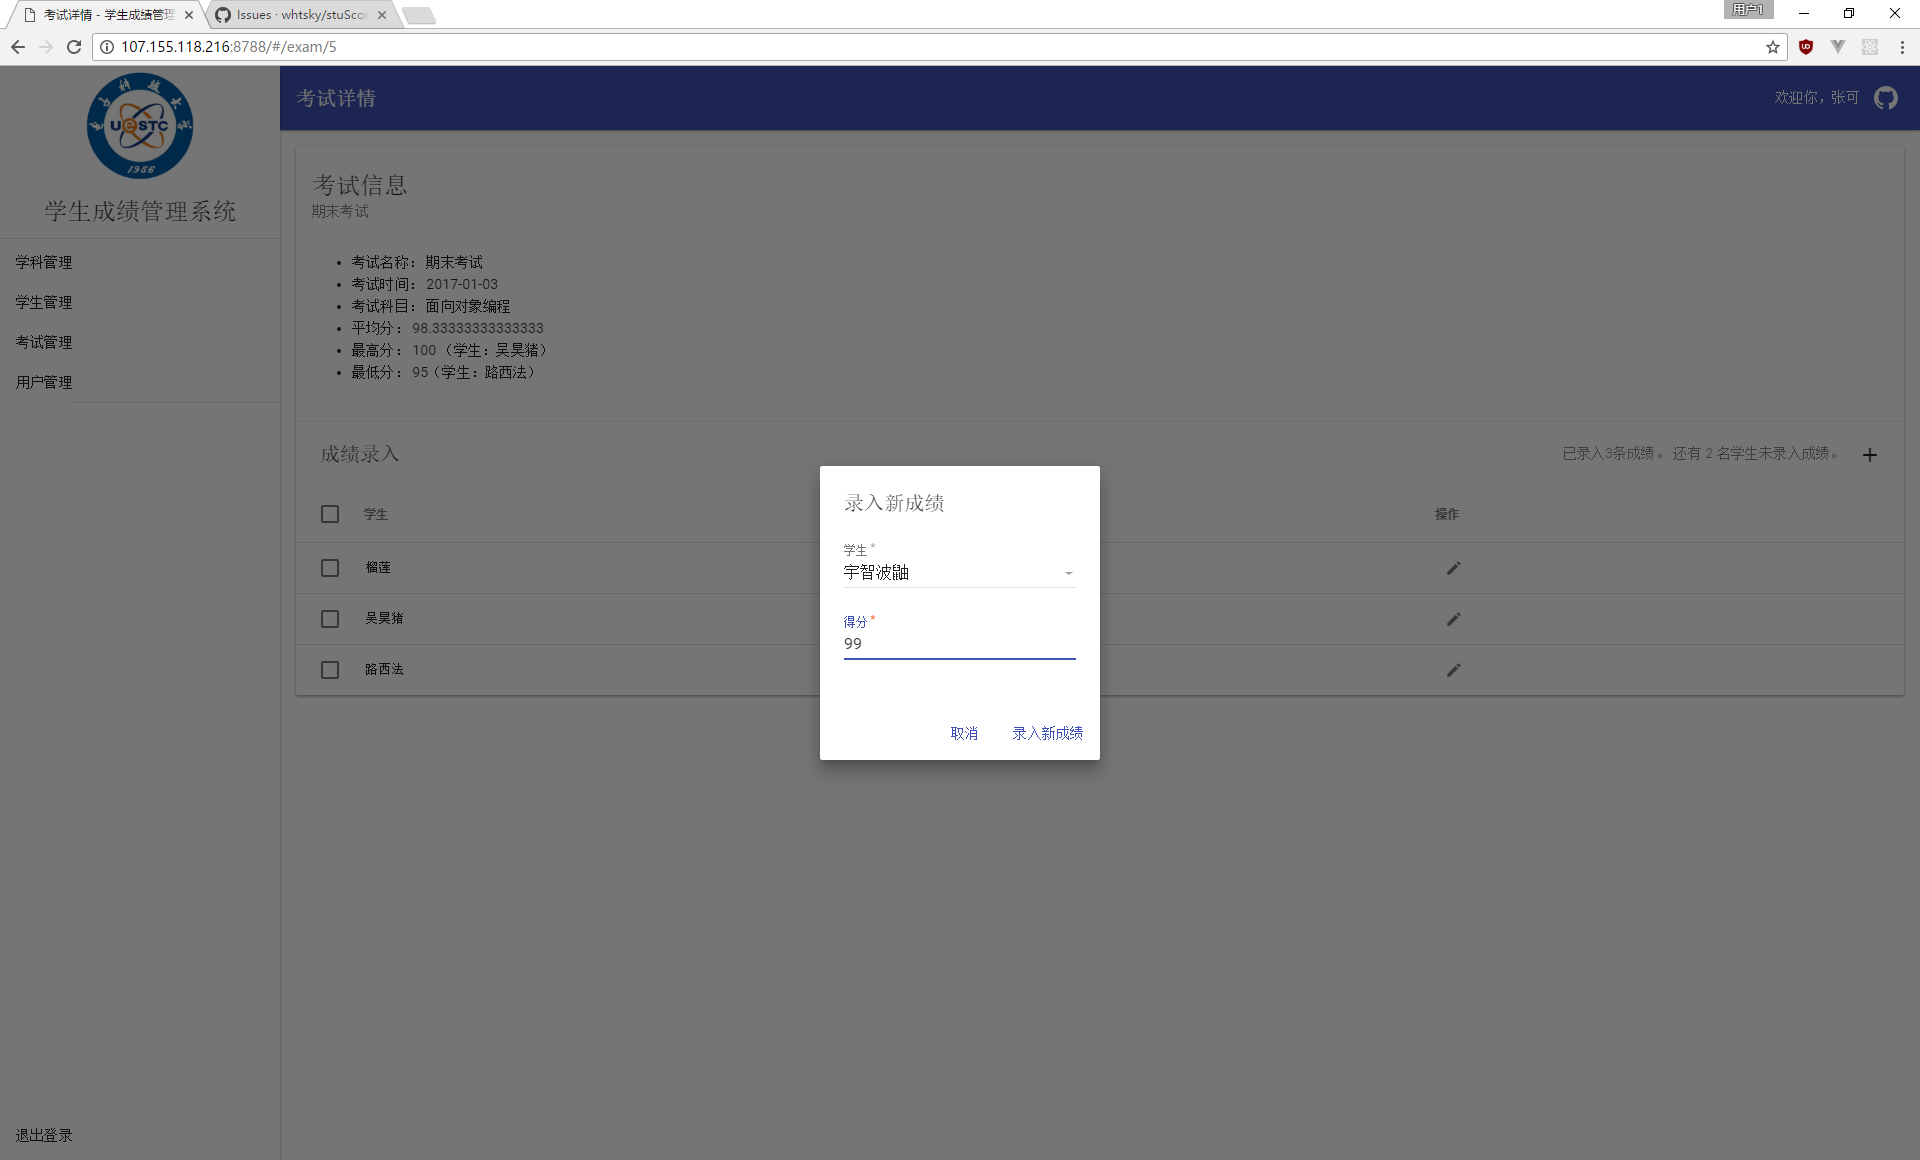 考试详情 - 学生成绩管理
Issues · whtsky/stuScor
用户1
107.155.118.216:8788/#/exam/5
UeSTC
1956
学生成绩管理系统
学科管理
学生管理
考试管理
用户管理
退出登录
考试详情
欢迎你，张可
考试信息
期末考试
考试名称：期末考试
考试时间：2017-01-03
考试科目：面向对象编程
平均分：98.33333333333333
最高分：100（学生：吴昊猪）
最低分：95（学生：路西法）
成绩录入
已录入3条成绩。 还有 2 名学生未录入成绩。
学生
操作
榴莲
吴昊猪
路西法
录入新成绩
学生 *
宇智波鼬
得分 *
99
取消
录入新成绩